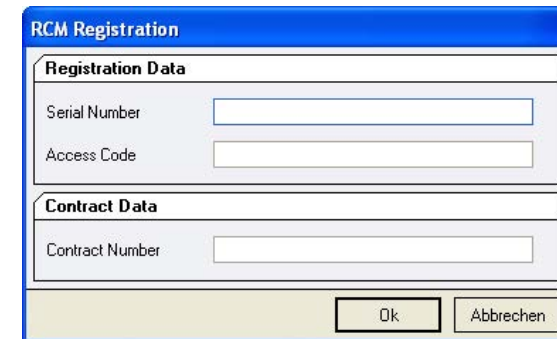 RCM Registration
Registration Data
Serial Number
Access Code
Contract Data
Contract Number
Ok Abbrechen